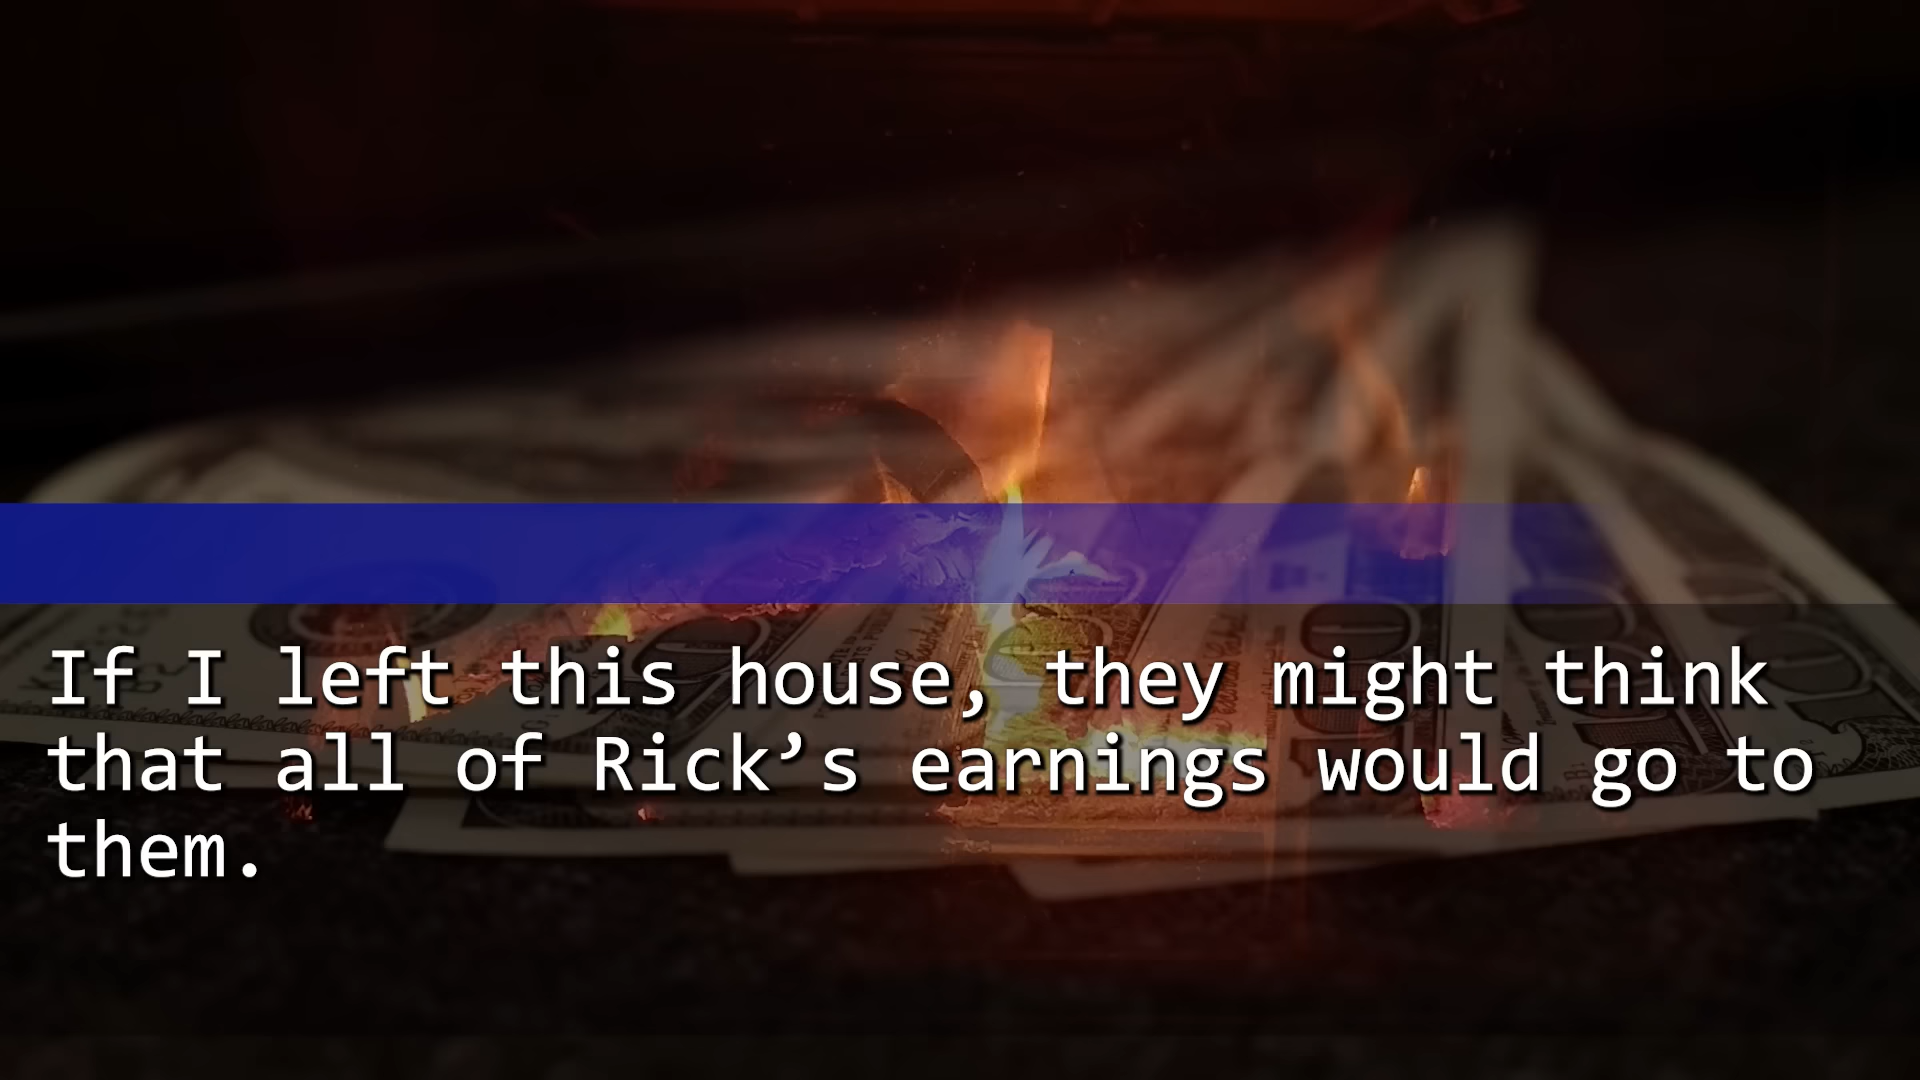 If I left this house, they might think
that all of Rick’s earnings would go to
them.